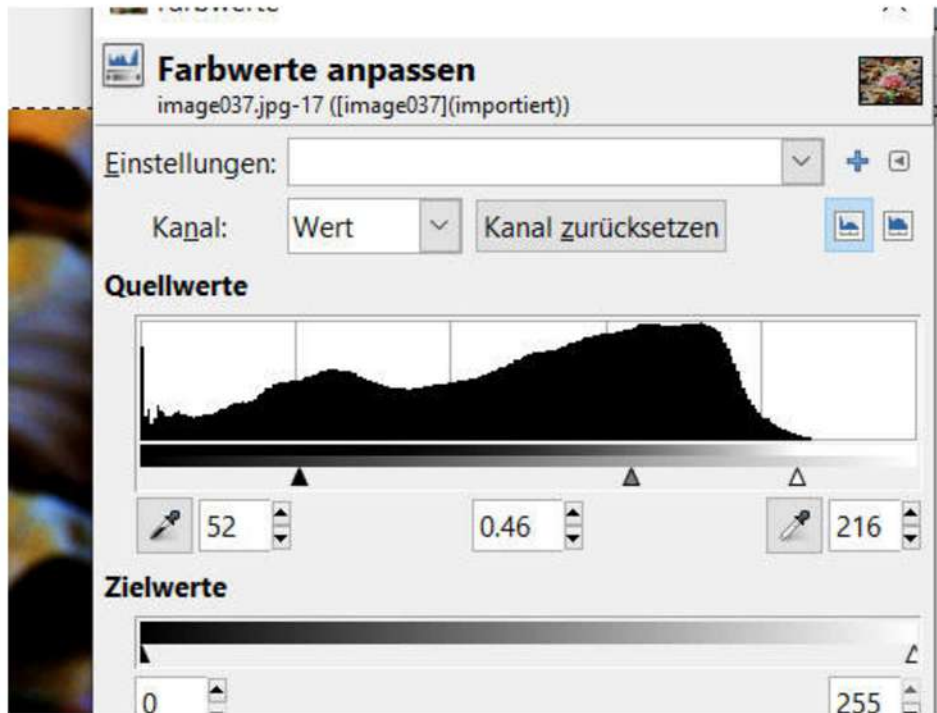 Farbwerte anpassen
image037.jpg-17 ([image037](importiert))
Einstellungen:
Kanal: Wert Kanal zurücksetzen
Quellwerte
52 0.46 216
Zielwerte
0 255